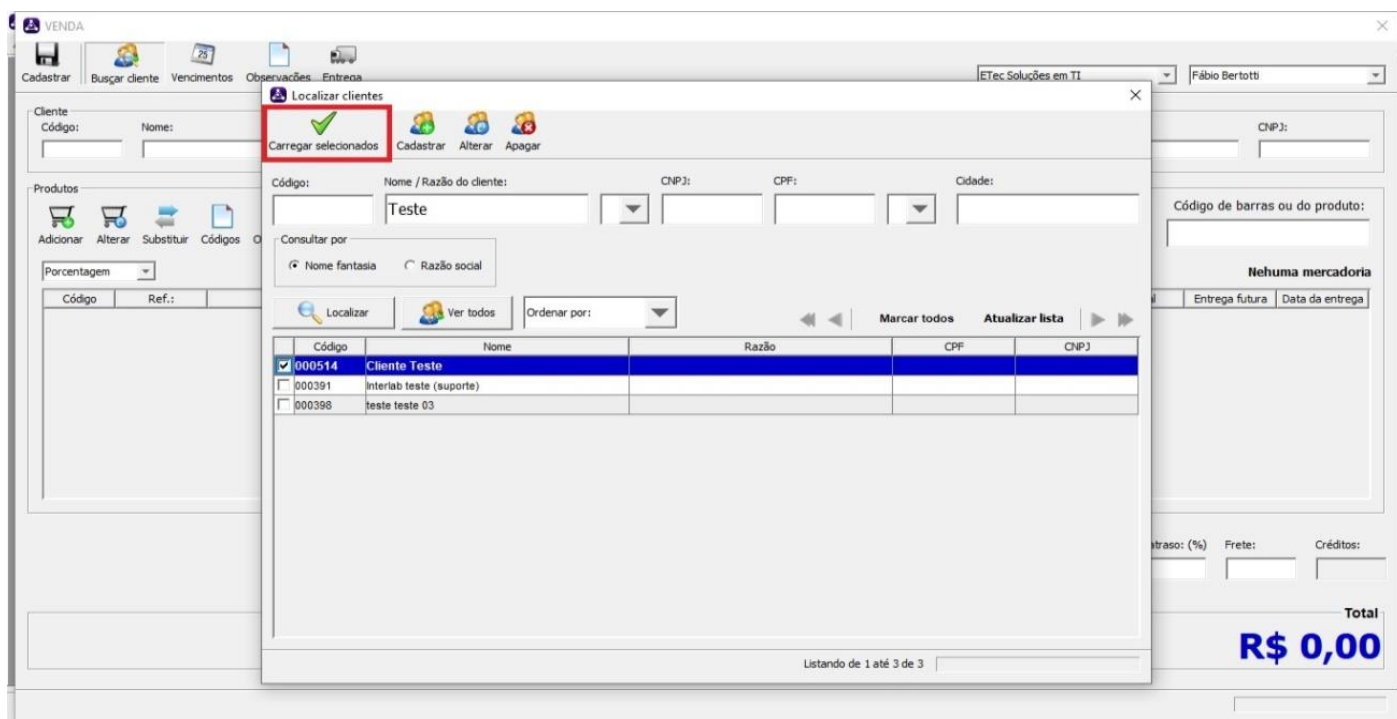 VENDA
Cadastrar Buscar cliente Vencimentos Observações Entrega
ETec Soluções em TI Fábio Bertotti
Localizar clientes
Carregar selecionados Cadastrar Alterar Apagar
Cliente
Código: Nome: CNPJ:
Código: Nome / Razão do cliente: CNPJ: CPF: Cidade:
Teste
Produtos
Adicionar Alterar Substituir Códigos
Código de barras ou do produto:
Consultar por
Nome fantasia Razão social
Porcentagem
Nehuma mercadoria
Código Ref.: Entrega futura Data da entrega
Localizar Ver todos Ordenar por: Marcar todos Atualizar lista
Código Nome Razão CPF CNPJ
000514 Cliente Teste
000391 Interlab teste (suporte)
000398 teste teste 03
atraso: (%) Frete: Créditos:
Total
R$ 0,00
Listando de 1 até 3 de 3